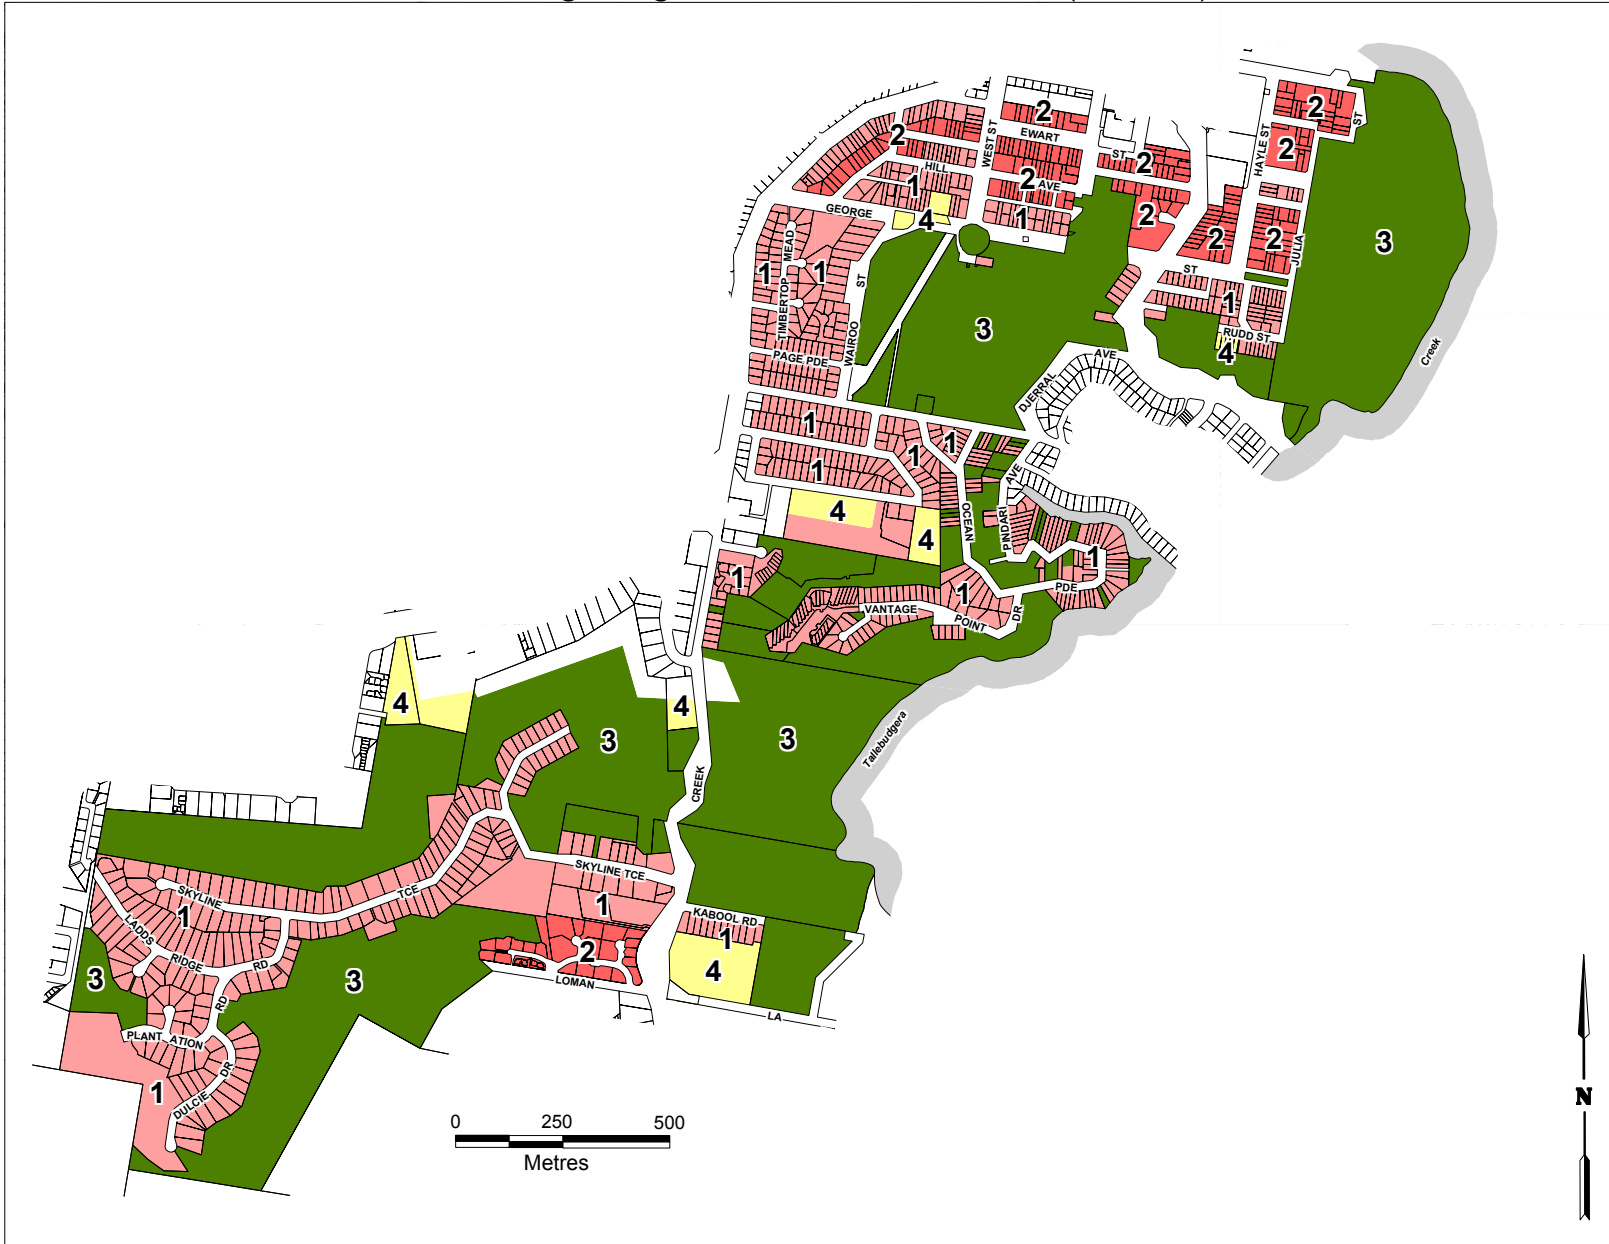 2
2
EWART
WEST ST
ST
HAYLE ST
2
ST
2
2
HILL
1
2
AVE
1
2
GEORGE
4
2
2
JULIA
3
MEAD
TIMBERTOP
1
1
ST
WAIROO
ST
1
RUDD ST
4
3
Creek
PAGE PDE
AVE
DJERRAL
1
1
1
1
AVE
OCEAN
PINDARI
4
4
1
1
1
PDE
VANTAGE
POINT
DR
4
4
3
3
CREEK
Tallebudgera
SKYLINE TCE
1
SKYLINE
TCE
1
LADDS
RIDGE
RD
RD
KABOOL RD
1
4
2
LOMAN
LA
3
3
PLANT ATION
1
DULCIE
DR
0 250 500
Metres
N